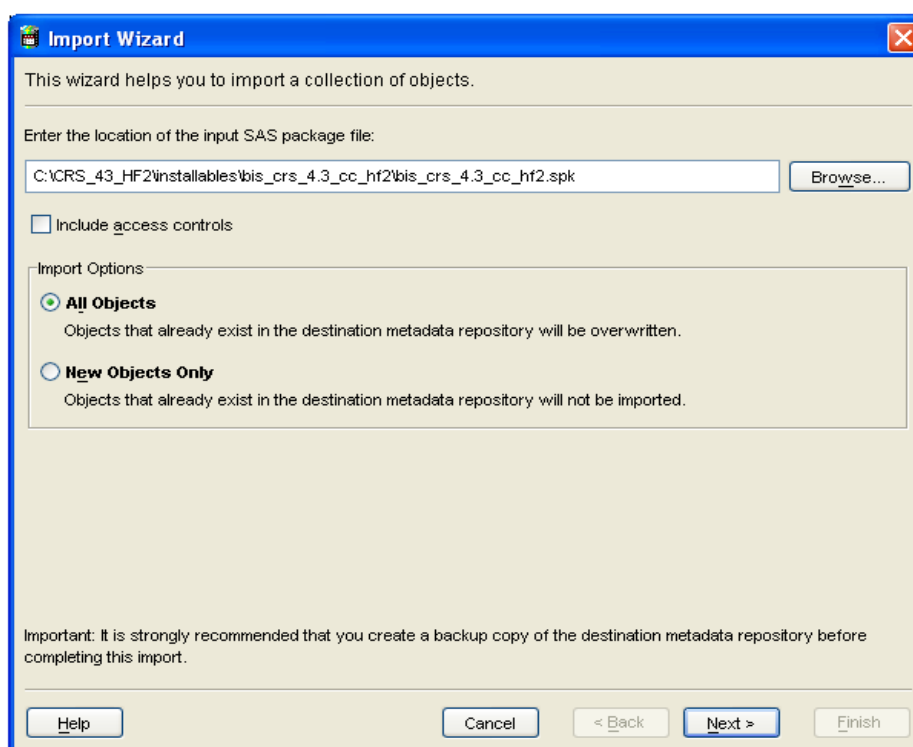 Import Wizard
This wizard helps you to import a collection of objects.
Enter the location of the input SAS package file:
C:\CRS_43_HF2\installables\bis_crs_4.3_cc_hf2\bis_crs_4.3_cc_hf2.spk
Browse...
Include access controls
Import Options
All Objects
Objects that already exist in the destination metadata repository will be overwritten.
New Objects Only
Objects that already exist in the destination metadata repository will not be imported.
Important: It is strongly recommended that you create a backup copy of the destination metadata repository before
completing this import.
Help
Cancel
< Back
Next >
Finish